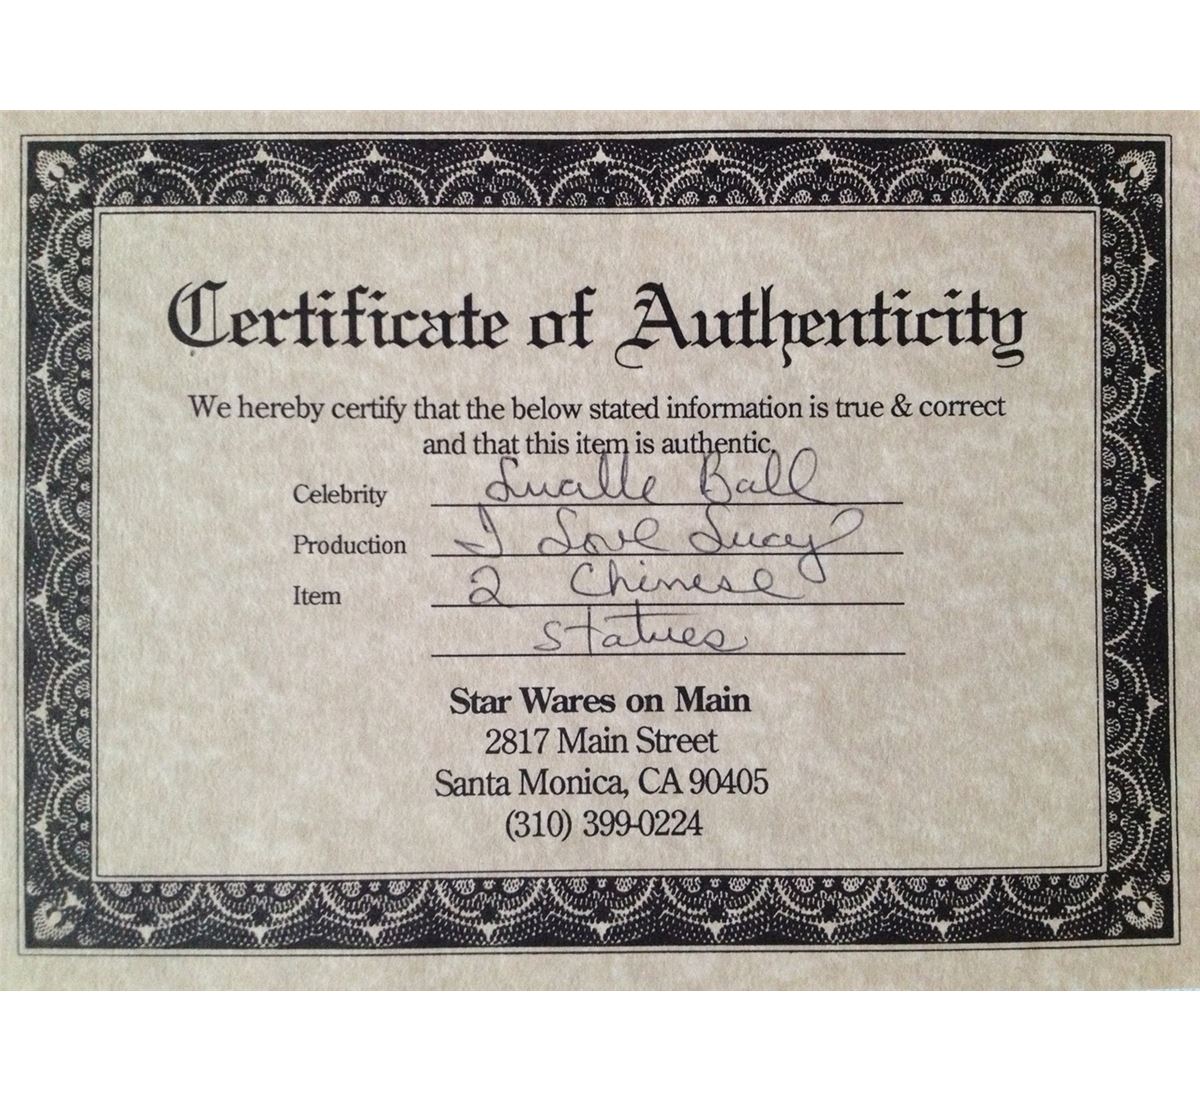 Certificate of Authenticity
We hereby certify that the below stated information is true & correct
and that this item is authentic.
Celebrity Lucille Ball
Production I Love Lucy
Item 2 Chinese
Statues
Star Wares on Main
2817 Main Street
Santa Monica, CA 90405
(310) 399-0224